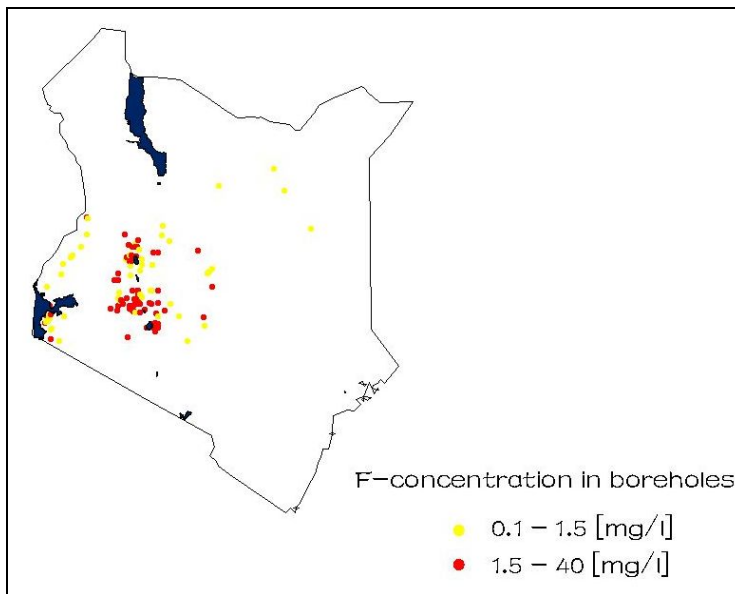 F-concentration in boreholes
0.1 - 1.5 [mg/l]
1.5 - 40 [mg/l]